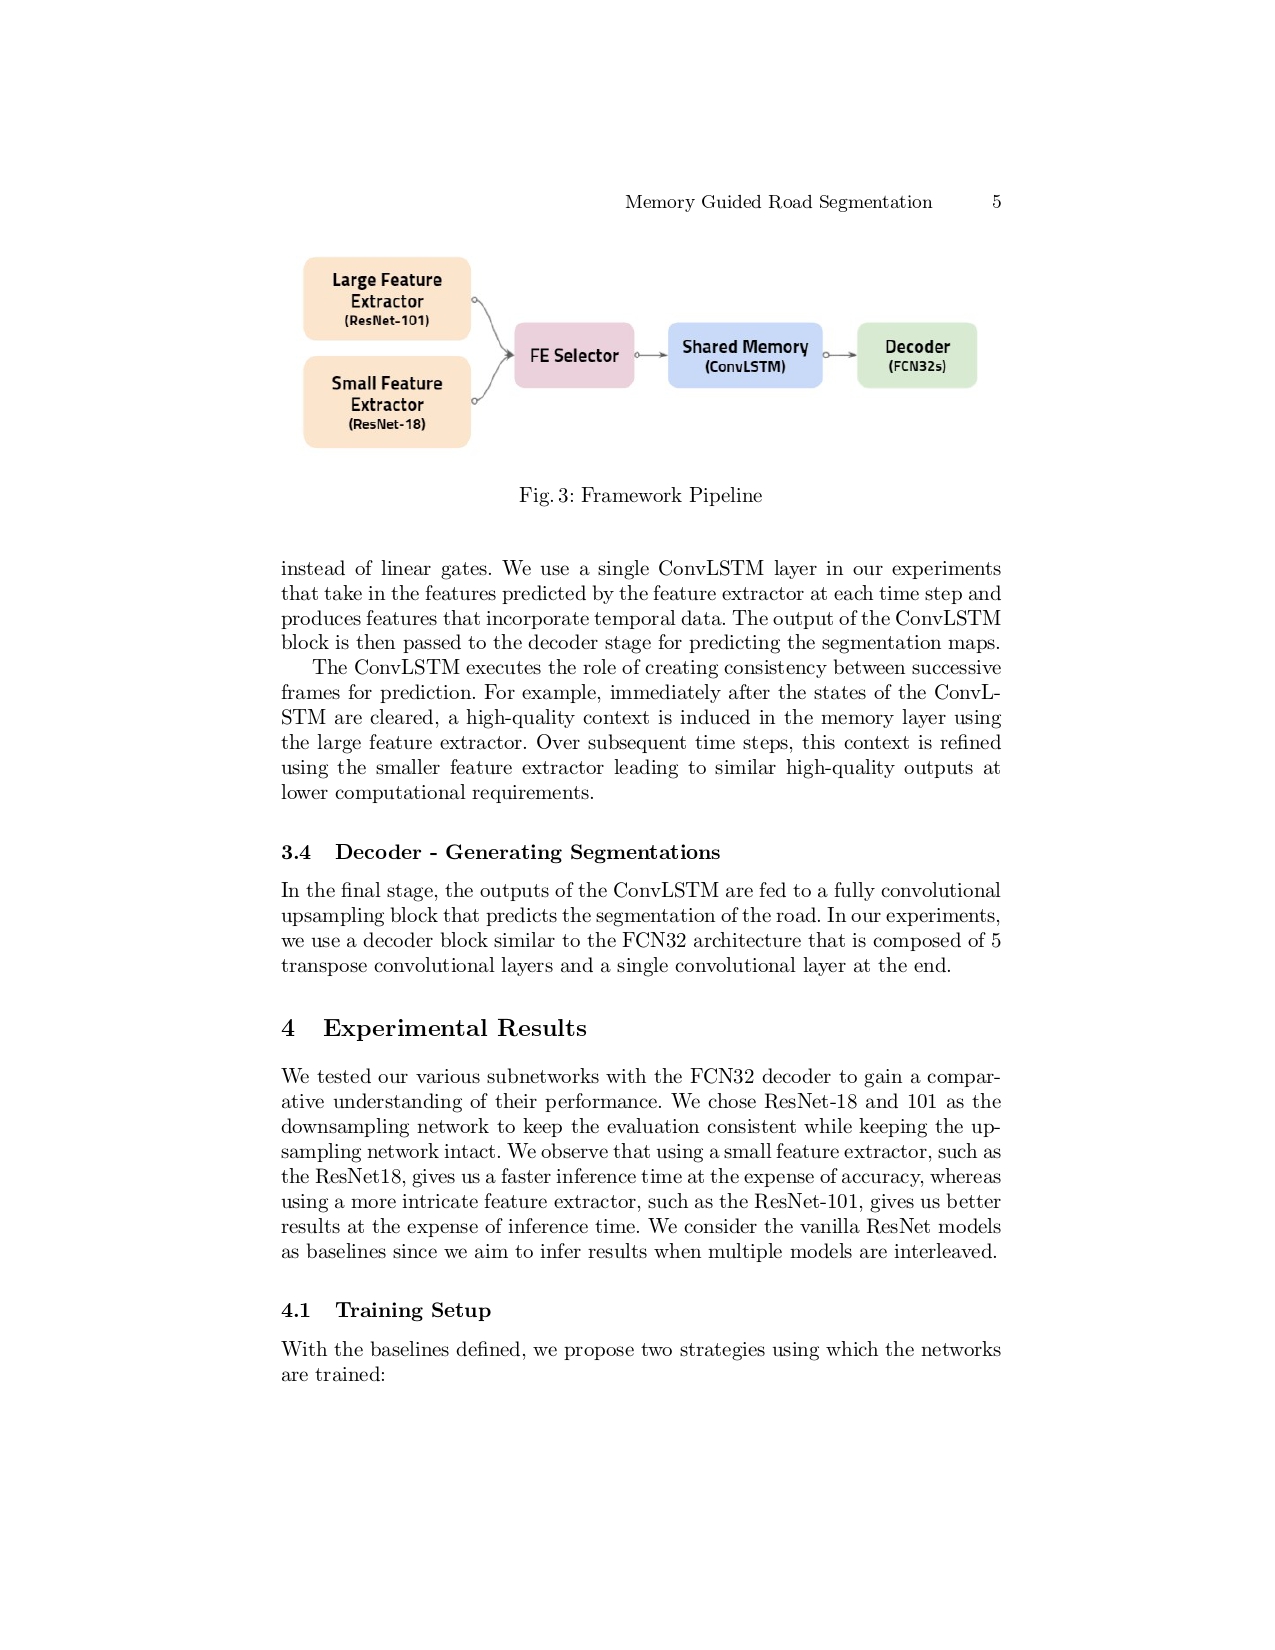 Memory Guided Road Segmentation 5
Large Feature
Extractor
(ResNet-101)
Small Feature
Extractor
(ResNet-18)
FE Selector
Shared Memory
(ConvLSTM)
Decoder
(FCN32s)
Fig. 3: Framework Pipeline
instead of linear gates. We use a single ConvLSTM layer in our experiments
that take in the features predicted by the feature extractor at each time step and
produces features that incorporate temporal data. The output of the ConvLSTM
block is then passed to the decoder stage for predicting the segmentation maps.
The ConvLSTM executes the role of creating consistency between successive
frames for prediction. For example, immediately after the states of the ConvL-
STM are cleared, a high-quality context is induced in the memory layer using
the large feature extractor. Over subsequent time steps, this context is refined
using the smaller feature extractor leading to similar high-quality outputs at
lower computational requirements.
3.4 Decoder - Generating Segmentations
In the final stage, the outputs of the ConvLSTM are fed to a fully convolutional
upsampling block that predicts the segmentation of the road. In our experiments,
we use a decoder block similar to the FCN32 architecture that is composed of 5
transpose convolutional layers and a single convolutional layer at the end.
4 Experimental Results
We tested our various subnetworks with the FCN32 decoder to gain a compar-
ative understanding of their performance. We chose ResNet-18 and 101 as the
downsampling network to keep the evaluation consistent while keeping the up-
sampling network intact. We observe that using a small feature extractor, such as
the ResNet18, gives us a faster inference time at the expense of accuracy, whereas
using a more intricate feature extractor, such as the ResNet-101, gives us better
results at the expense of inference time. We consider the vanilla ResNet models
as baselines since we aim to infer results when multiple models are interleaved.
4.1 Training Setup
With the baselines defined, we propose two strategies using which the networks
are trained: